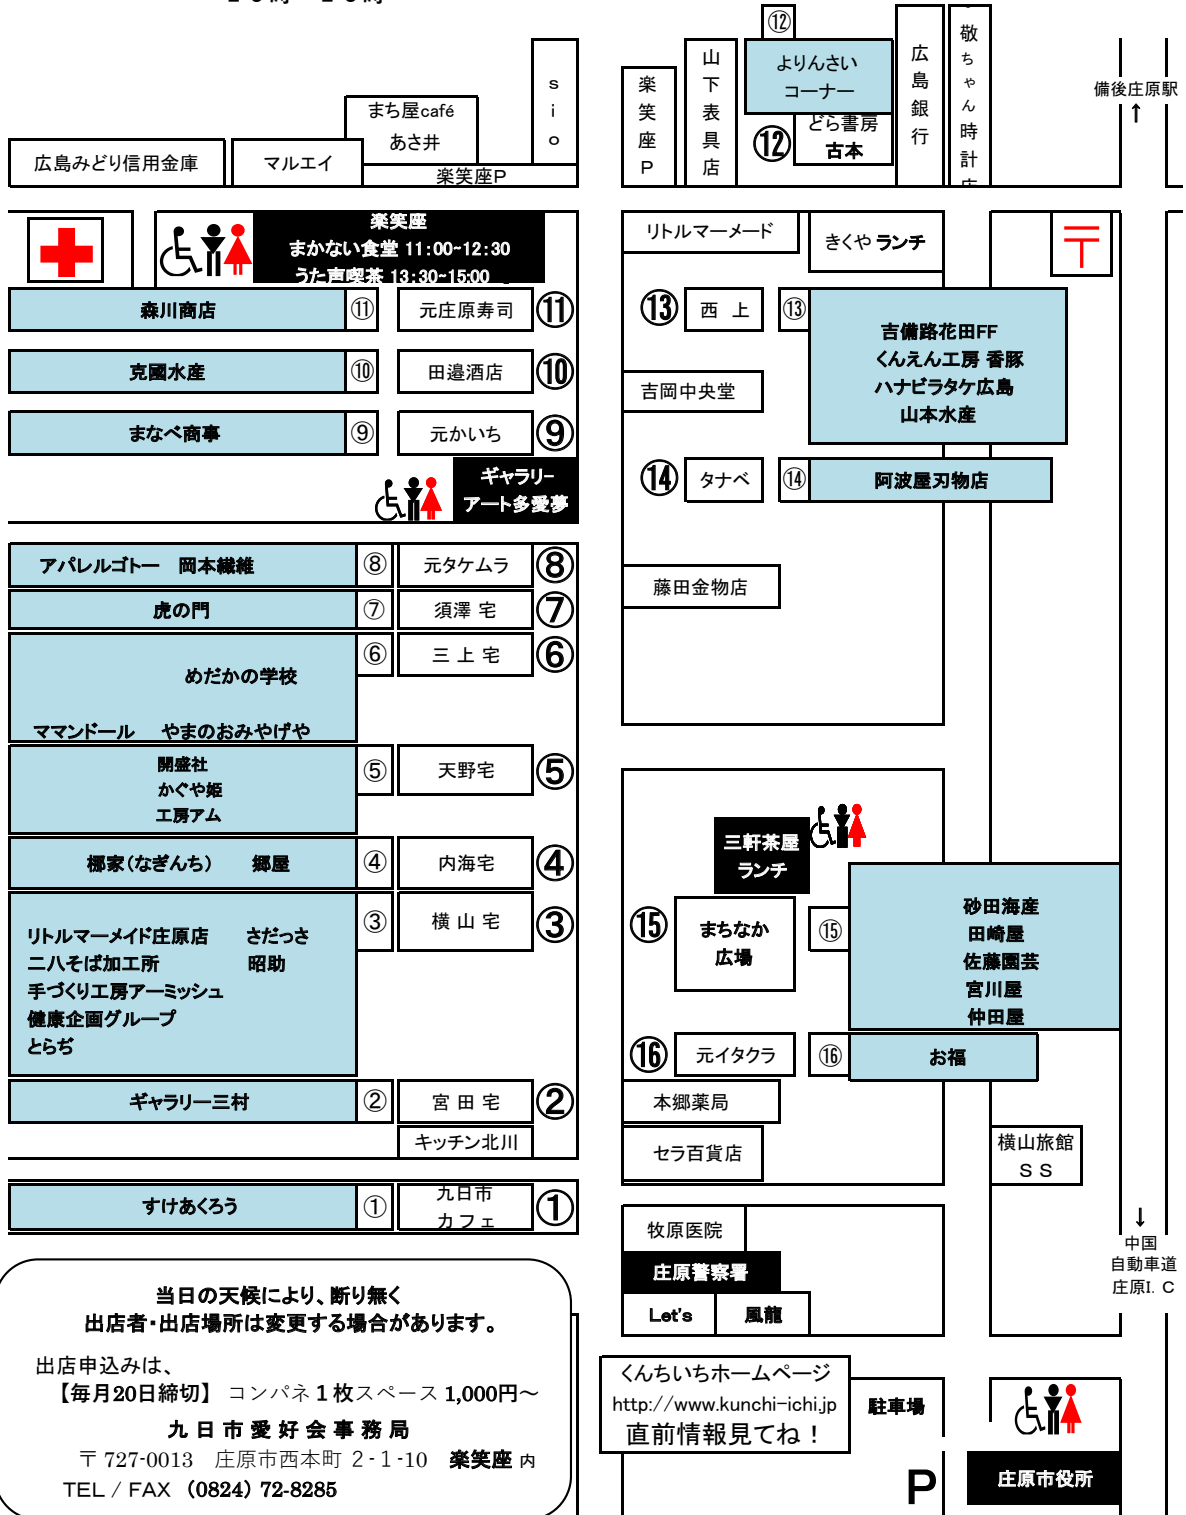 ⑫
よりんさい
コーナー
どら書房
古本
⑫
楽笑座P
山下表具店
広島銀行
敬ちゃん時計
備後庄原駅
↑
sio
まち屋café
あさ井
楽笑座P
広島みどり信用金庫
マルエイ
楽笑座
まかない食堂 11:00~12:30
うた声喫茶 13:30~15:00
森川商店 ⑪ 元庄原寿司 ⑪
克國水産 ⑩ 田邉酒店 ⑩
まなべ商事 ⑨ 元かいち ⑨
ギャラリー
アート多愛夢
アパレルゴトー 岡本繊維 ⑧ 元タケムラ ⑧
虎の門 ⑦ 須澤 宅 ⑦
⑥ 三 上 宅 ⑥
めだかの学校
ママンドール やまのおみやげや
開盛社
かぐや姫
工房アム
⑤ 天野宅 ⑤
梛家(なぎんち) 郷屋 ④ 内海宅 ④
③ 横 山 宅 ③
リトルマーメイド庄原店 さだっさ
二八そば加工所 昭助
手づくり工房アーミッシュ
健康企画グループ
とらぢ
ギャラリー三村 ② 宮 田 宅 ②
キッチン北川
すけあくろう ① 九日市
カフェ ①
リトルマーメード
きくや ランチ
〒
⑬ 西 上 ⑬
吉備路花田FF
くんえん工房 香豚
ハナビラタケ広島
山本水産
吉岡中央堂
⑭ タナベ ⑭ 阿波屋刃物店
藤田金物店
三軒茶屋
ランチ
⑮ まちなか
広場 ⑮
砂田海産
田崎屋
佐藤園芸
宮川屋
仲田屋
⑯ 元イタクラ ⑯ お福
本郷薬局
セラ百貨店
横山旅館
SS
牧原医院
庄原警察署
Let's 風龍
↓
中国
自動車道
庄原I.C
当日の天候により、断り無く
出店者・出店場所は変更する場合があります。
出店申込みは、
【毎月20日締切】 コンパネ1枚スペース 1,000円～
九日市愛好会事務局
〒727-0013 庄原市西本町 2-1-10 楽笑座 内
TEL / FAX (0824) 72-8285
くんちいちホームページ
http://www.kunchi-ichi.jp
直前情報見てね！
駐車場
P
庄原市役所